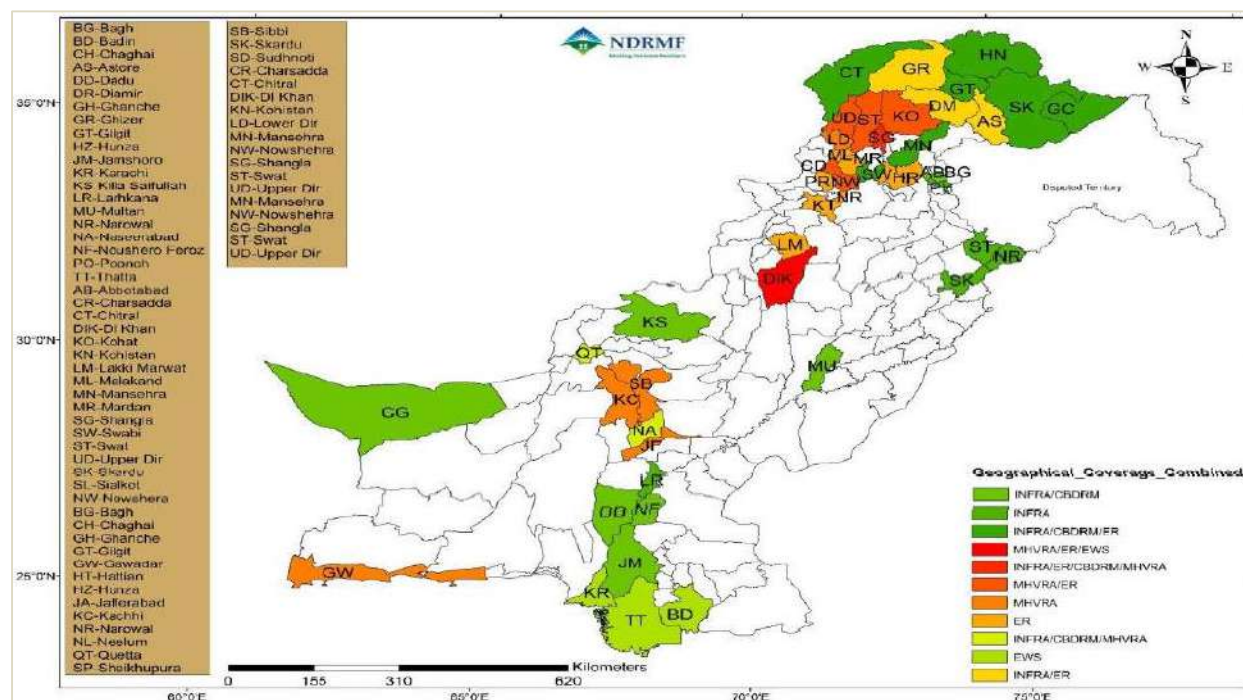 BG-Bagh
BD-Badin
CH-Chaghai
AS-Astore
DD-Dadu
DR-Diamir
GH-Ghanche
GR-Ghizer
GT-Gilgit
HZ-Hunza
JM-Jamshoro
KR-Karachi
KS-Killa Saifullah
LR-Larhkana
MU-Multan
NR-Narowal
NA-Naseerabad
NF-Noushero Feroz
PO-Poonch
TT-Thatta
AB-Abbotabad
CR-Charsadda
CT-Chitral
DIK-DI Khan
KO-Kohat
KN-Kohistan
LM-Lakki Marwat
ML-Malakand
MN-Mansehra
MR-Mardan
SG-Shangla
SW-Swabi
ST-Swat
UD-Upper Dir
SK-Skardu
SL-Sialkot
NW-Nowshera
BG-Bagh
CH-Chaghai
GH-Ghanche
GT-Gilgit
GW-Gawadar
HT-Hattian
HZ-Hunza
JA-Jafferabad
KC-Kachhi
NR-Narowal
NL-Neelum
QT-Quetta
SP-Sheikhupura
SB-Sibbi
SK-Skardu
SD-Sudhnoti
CR-Charsadda
CT-Chitral
DIK-DI Khan
KN-Kohistan
LD-Lower Dir
MN-Mansehra
NW-Nowshehra
SG-Shangla
ST-Swat
UD-Upper Dir
MN-Mansehra
NW-Nowshehra
SG-Shangla
ST-Swat
UD-Upper Dir
NDRMF
N
W E
S
CT
GR
HN
GT
DM
SK
GC
AS
UD
ST
KO
SG
LD
MN
ML
MR
CD
SW
HR
AB
BG
PR
NW
NR
KT
Disputed Territory
LM
DIK
ST
NR
SK
KS
QT
MU
SB
KC
CG
NA
JF
LR
DD
NF
JM
GW
KR
TT
BD
35°0'N
30°0'N
25°0'N
Kilometers
0 155 310 620
60°0'E 65°0'E 70°0'E 75°0'E
Geographical_Coverage_Combined
INFRA/CBDRM
INFRA
INFRA/CBDRM/ER
MHVRA/ER/EWS
INFRA/ER/CBDRM/MHVRA
MHVRA/ER
MHVRA
ER
INFRA/CBDRM/MHVRA
EWS
INFRA/ER